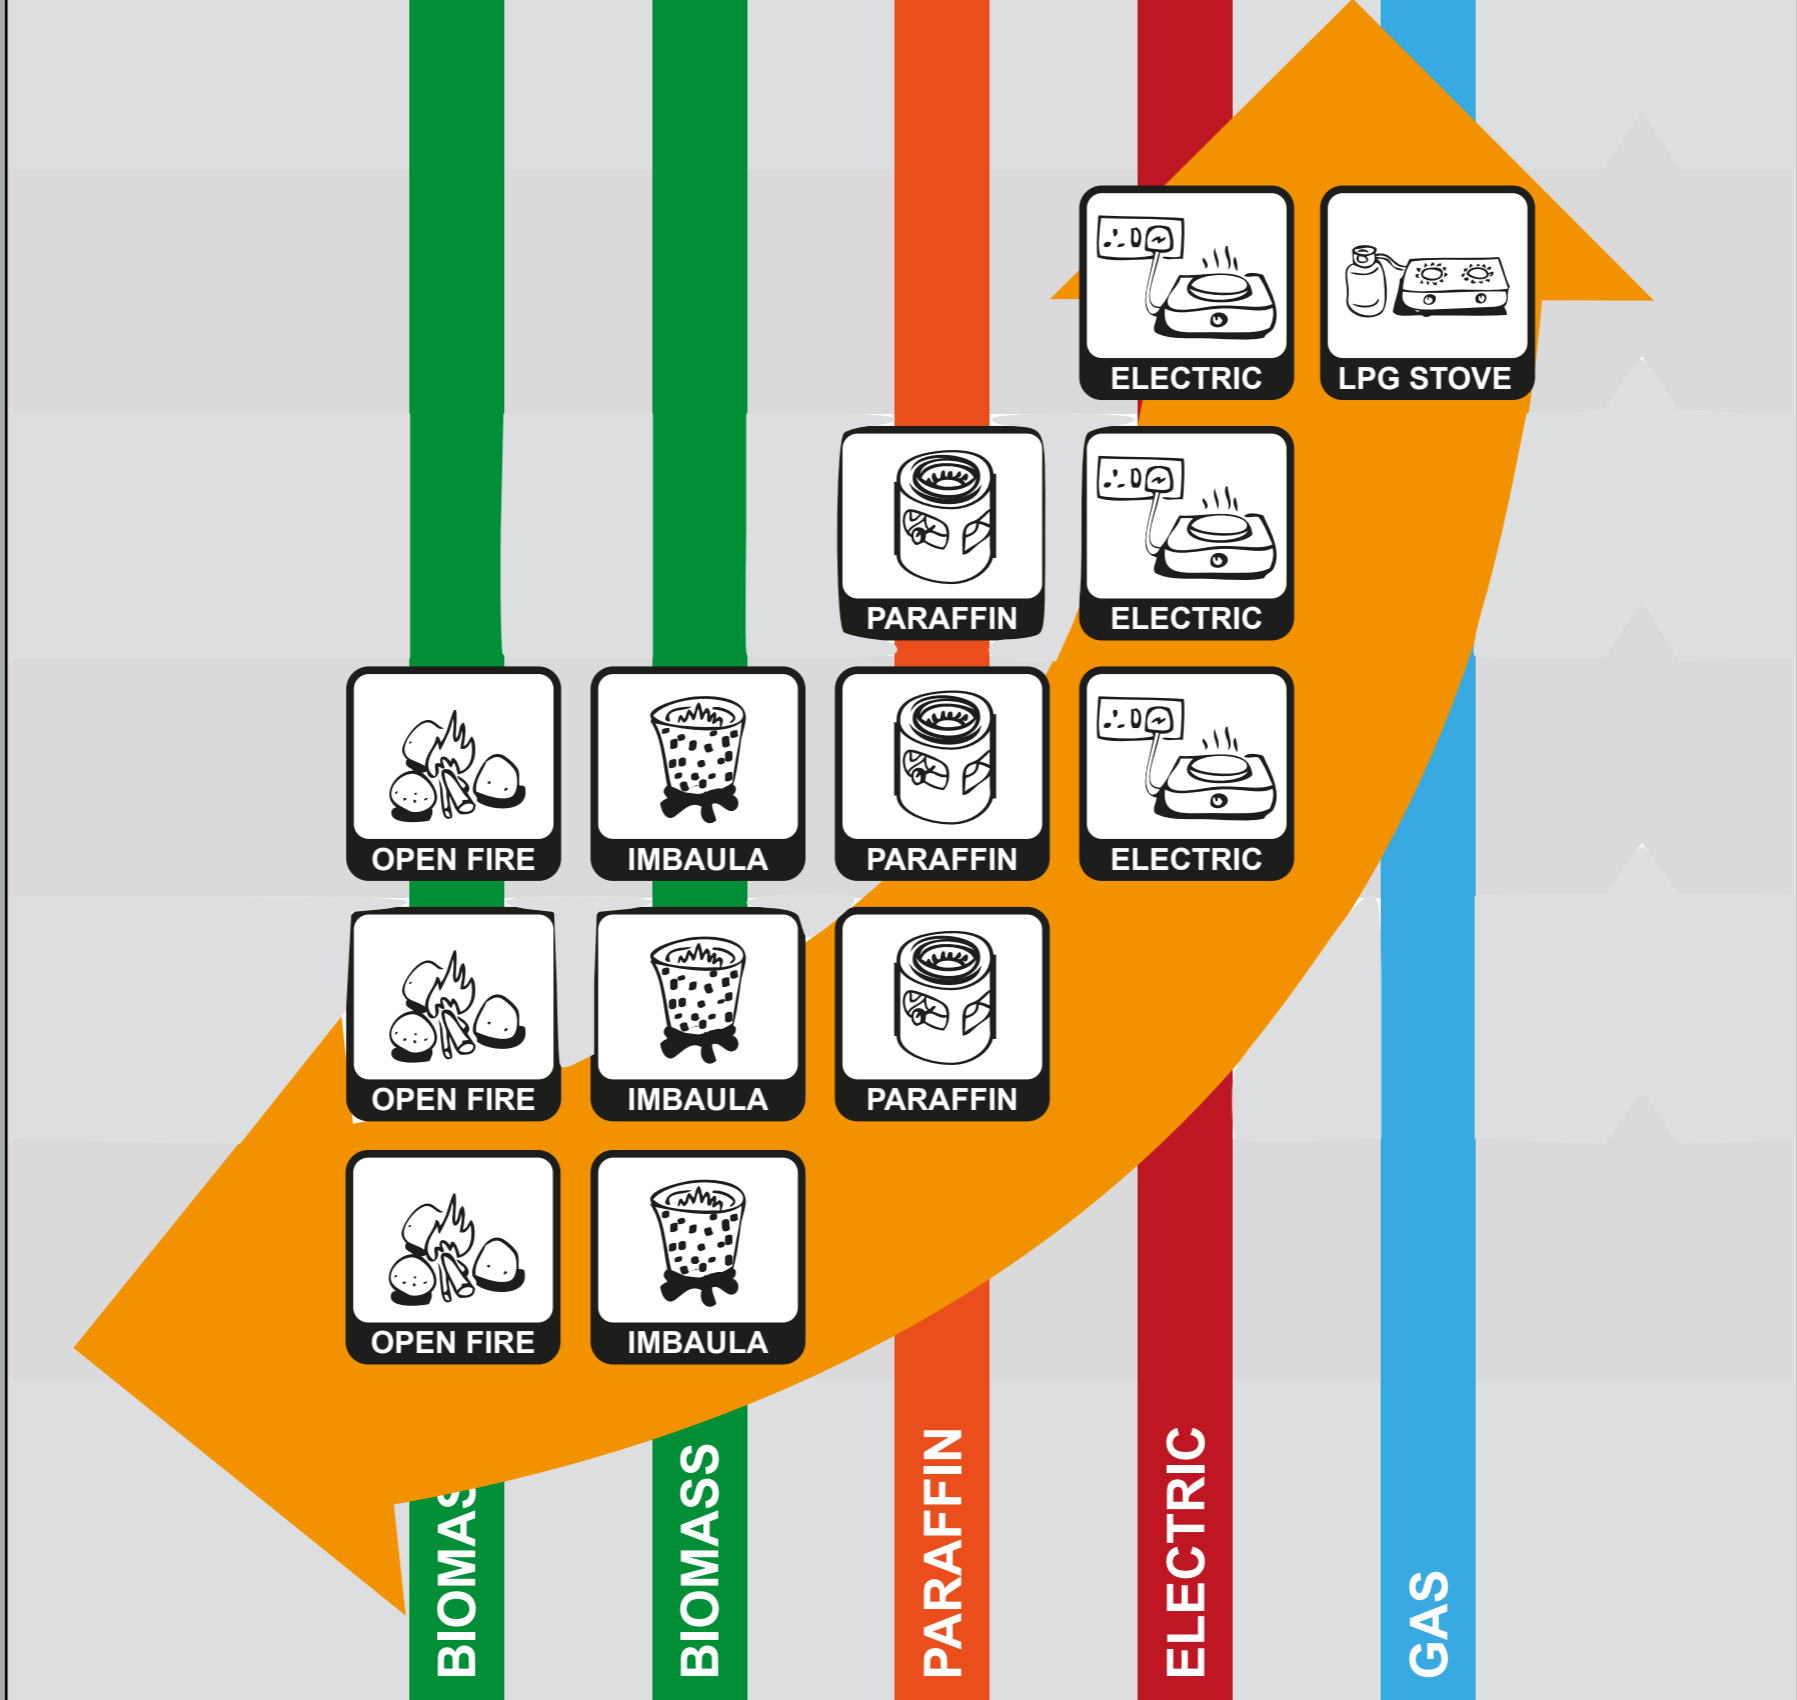 ELECTRIC
LPG STOVE
PARAFFIN
ELECTRIC
OPEN FIRE
IMBAULA
PARAFFIN
ELECTRIC
OPEN FIRE
IMBAULA
PARAFFIN
OPEN FIRE
IMBAULA
BIOMASS
BIOMASS
PARAFFIN
ELECTRIC
GAS